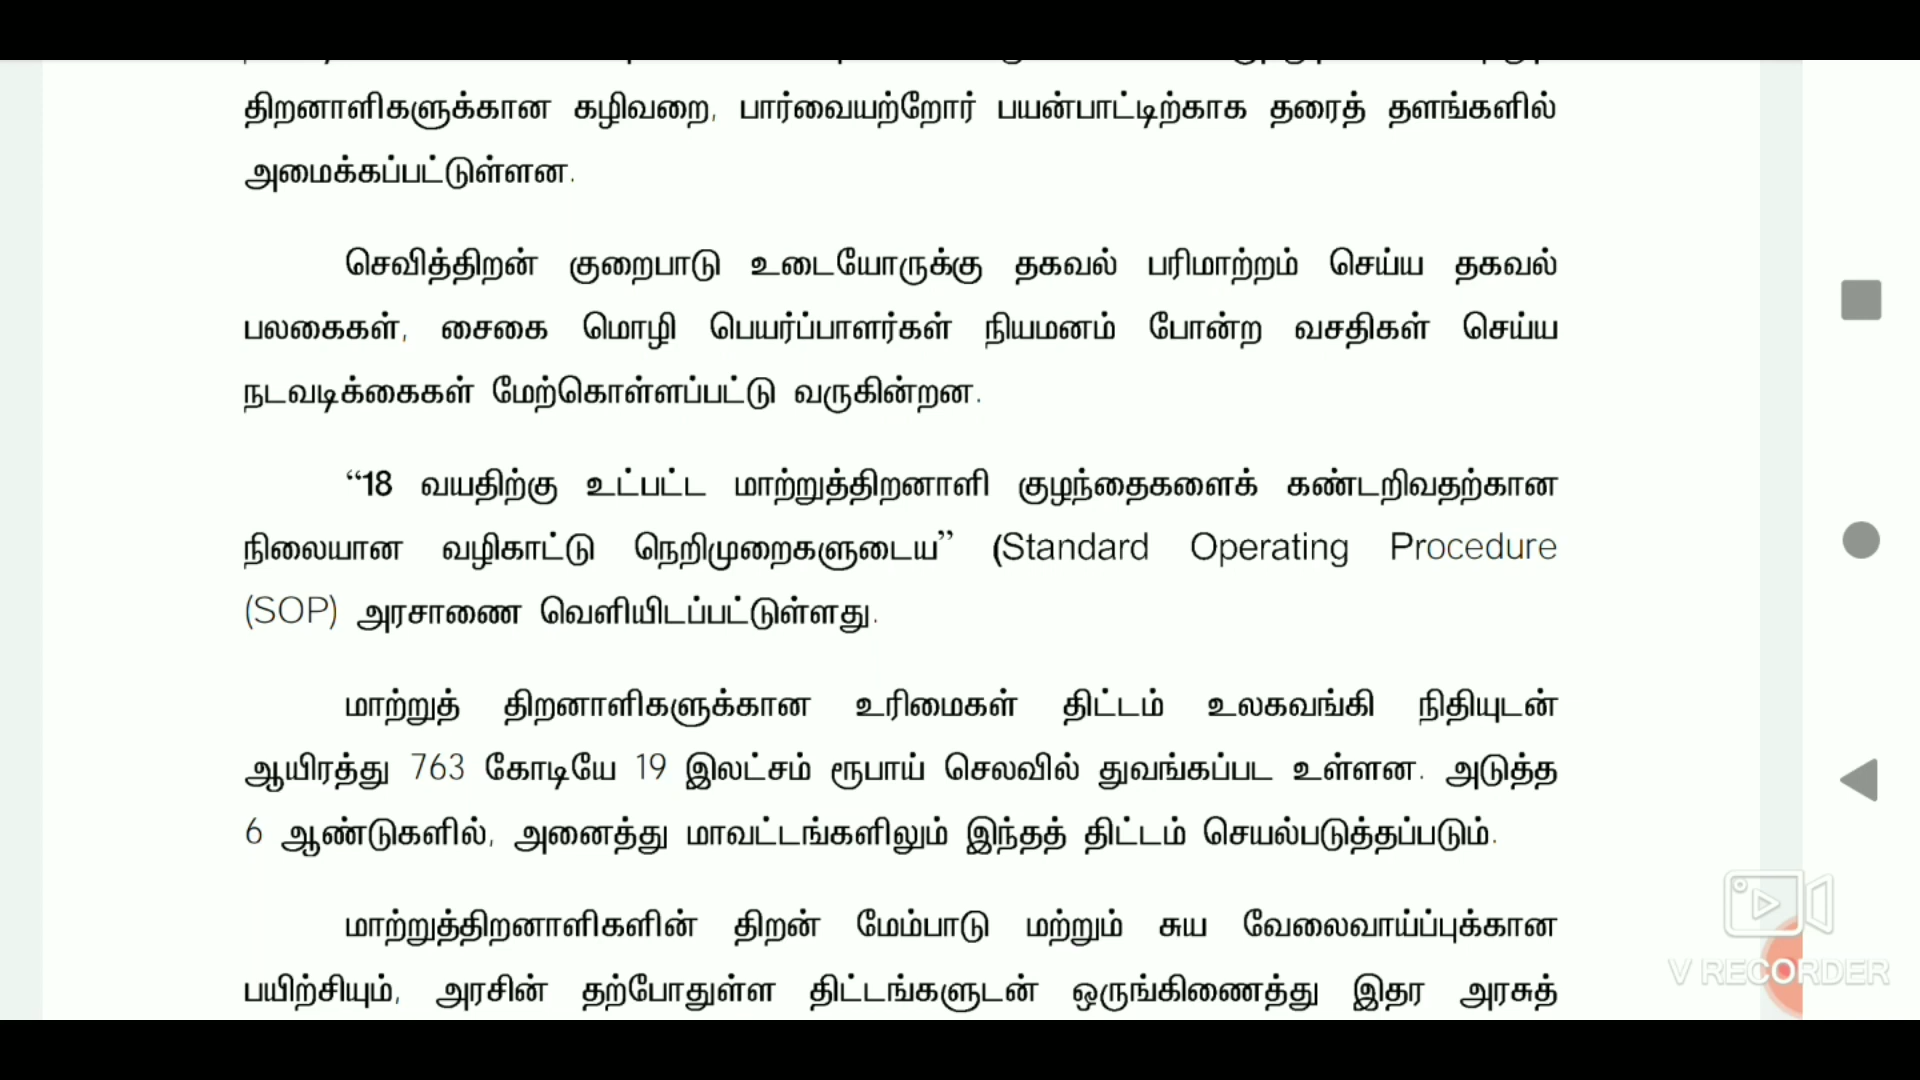 திறனாளிகளுக்கான கழிவறை, பார்வையற்றோர் பயன்பாட்டிற்காக தரைத் தளங்களில்
அமைக்கப்பட்டுள்ளன.
செவித்திறன் குறைபாடு உடையோருக்கு தகவல் பரிமாற்றம் செய்ய தகவல்
பலகைகள், சைகை மொழி பெயர்ப்பாளர்கள் நியமனம் போன்ற வசதிகள் செய்ய
நடவடிக்கைகள் மேற்கொள்ளப்பட்டு வருகின்றன.
“18 வயதிற்கு உட்பட்ட மாற்றுத்திறனாளி குழந்தைகளைக் கண்டறிவதற்கான
நிலையான வழிகாட்டு நெறிமுறைகளுடைய” (Standard Operating Procedure
(SOP) அரசாணை வெளியிடப்பட்டுள்ளது.
மாற்றுத் திறனாளிகளுக்கான உரிமைகள் திட்டம் உலகவங்கி நிதியுடன்
ஆயிரத்து 763 கோடியே 19 இலட்சம் ரூபாய் செலவில் துவங்கப்பட உள்ளன. அடுத்த
6 ஆண்டுகளில், அனைத்து மாவட்டங்களிலும் இந்தத் திட்டம் செயல்படுத்தப்படும்.
மாற்றுத்திறனாளிகளின் திறன் மேம்பாடு மற்றும் சுய வேலைவாய்ப்புக்கான
பயிற்சியும், அரசின் தற்போதுள்ள திட்டங்களுடன் ஒருங்கிணைத்து இதர அரசுத்
V RECORDER